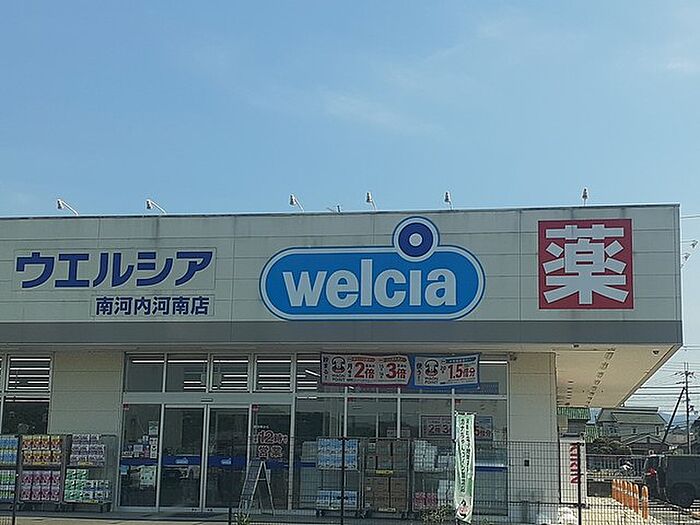 ウエルシア
南河内河南店
welcia
薬
2倍
3倍
1.5倍分
12時
営業